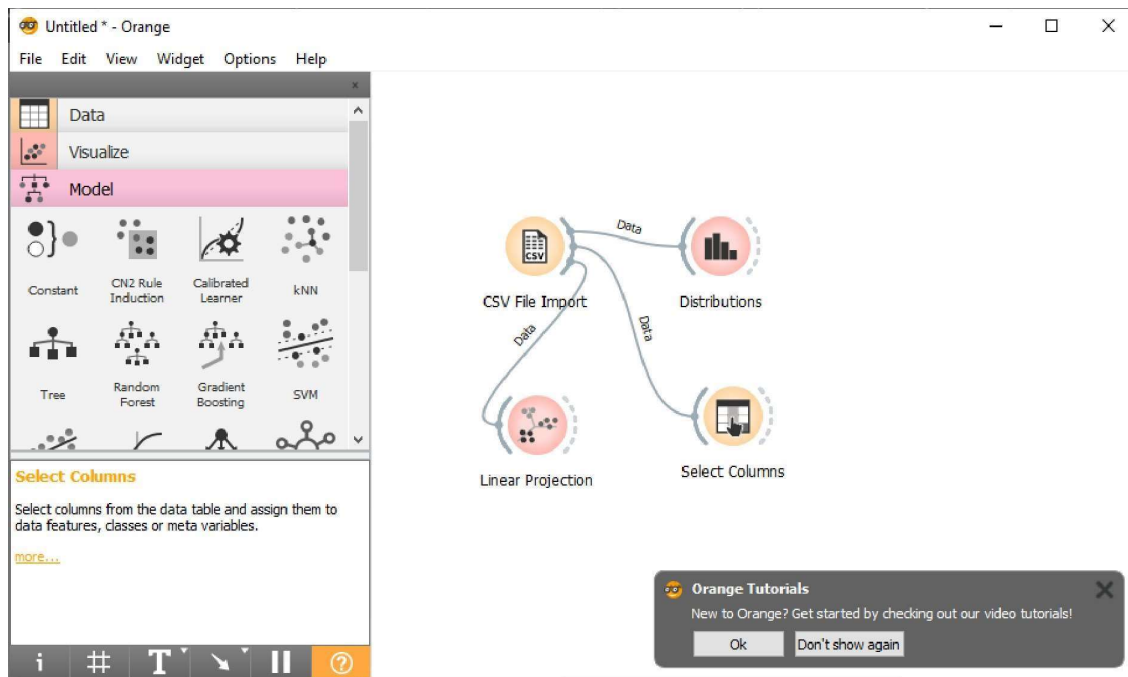 Untitled * - Orange
File Edit View Widget Options Help
Data
Visualize
Model
Constant
CN2 Rule
Induction
Calibrated
Learner
kNN
Tree
Random
Forest
Gradient
Boosting
SVM
Select Columns
Select columns from the data table and assign them to
data features, classes or meta variables.
more...
CSV
CSV File Import
Data
Distributions
Data
Data
Linear Projection
Select Columns
Orange Tutorials
New to Orange? Get started by checking out our video tutorials!
Ok
Don't show again
i # T ?